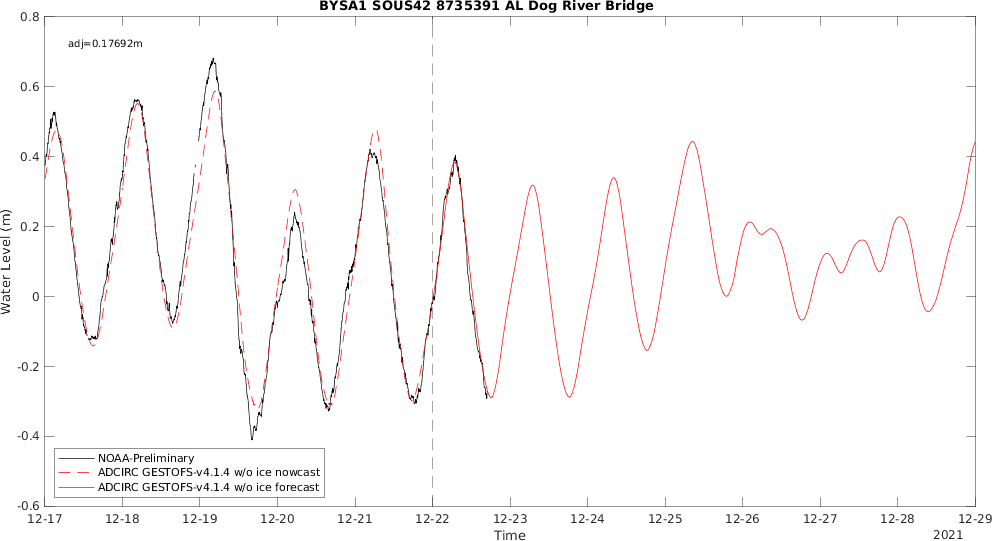 BYSA1 SOUS42 8735391 AL Dog River Bridge
0.8
adj=0.17692m
0.6
0.4
0.2
0
-0.2
-0.4
-0.6
Water Level (m)
NOAA-Preliminary
ADCIRC GESTOFS-v4.1.4 w/o ice nowcast
ADCIRC GESTOFS-v4.1.4 w/o ice forecast
12-17 12-18 12-19 12-20 12-21 12-22 12-23 12-24 12-25 12-26 12-27 12-28 12-29
Time
2021